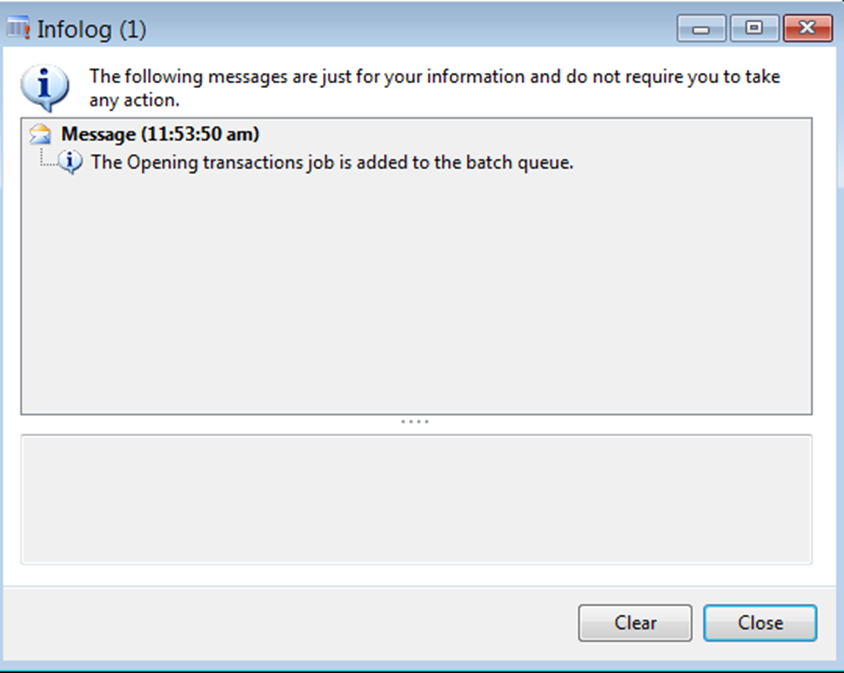 Infolog (1)
The following messages are just for your information and do not require you to take
any action.
Message (11:53:50 am)
The Opening transactions job is added to the batch queue.
Clear
Close